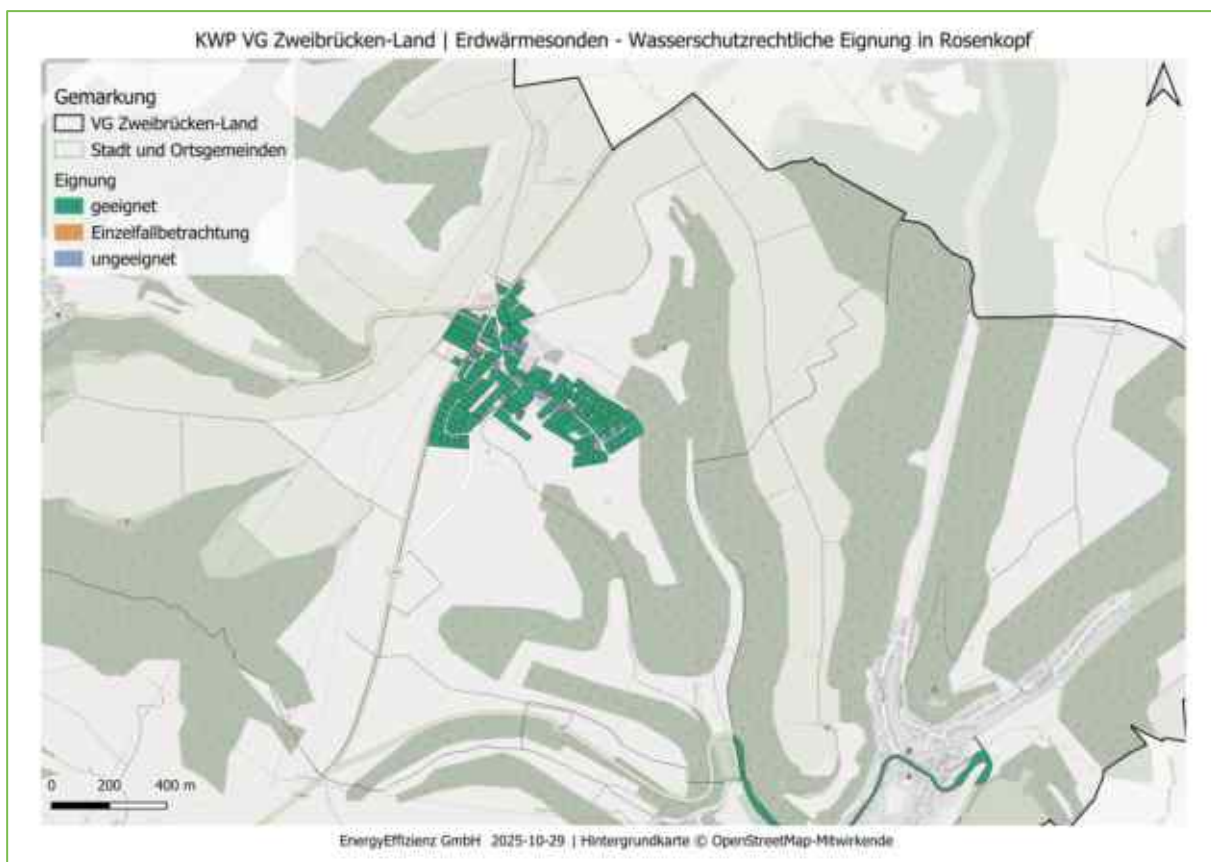 KWP VG Zweibrücken-Land | Erdwärmesonden - Wasserschutzrechtliche Eignung in Rosenkopf
Gemarkung
VG Zweibrücken-Land
Stadt und Ortsgemeinden
Eignung
geeignet
Einzelfallbetrachtung
ungeeignet
0 200 400 m
EnergyEffizienz GmbH 2025-10-29 | Hintergrundkarte © OpenStreetMap-Mitwirkende